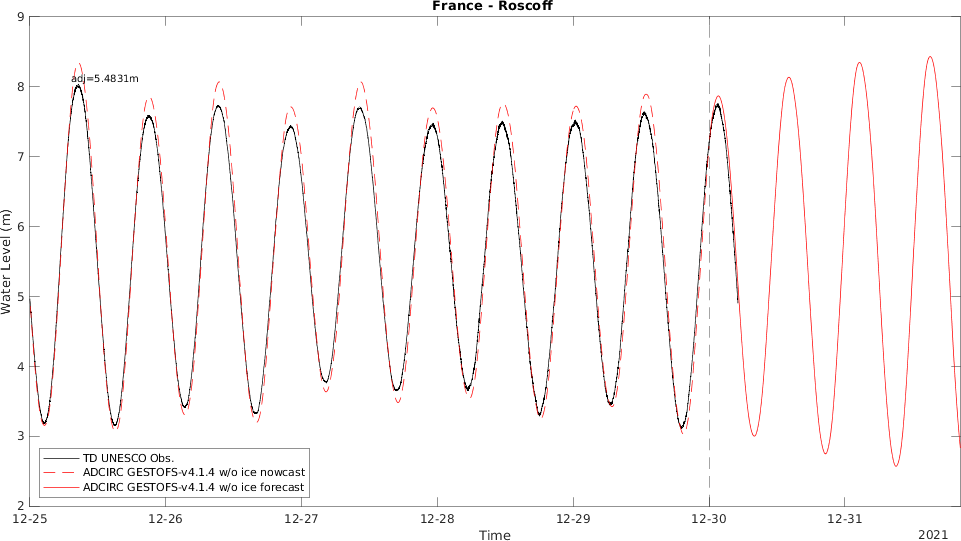 France - Roscoff
adj=5.4831m
Water Level (m)
9
8
7
6
5
4
3
2
TD UNESCO Obs.
ADCIRC GESTOFS-v4.1.4 w/o ice nowcast
ADCIRC GESTOFS-v4.1.4 w/o ice forecast
12-25 12-26 12-27 12-28 12-29 12-30 12-31
Time
2021